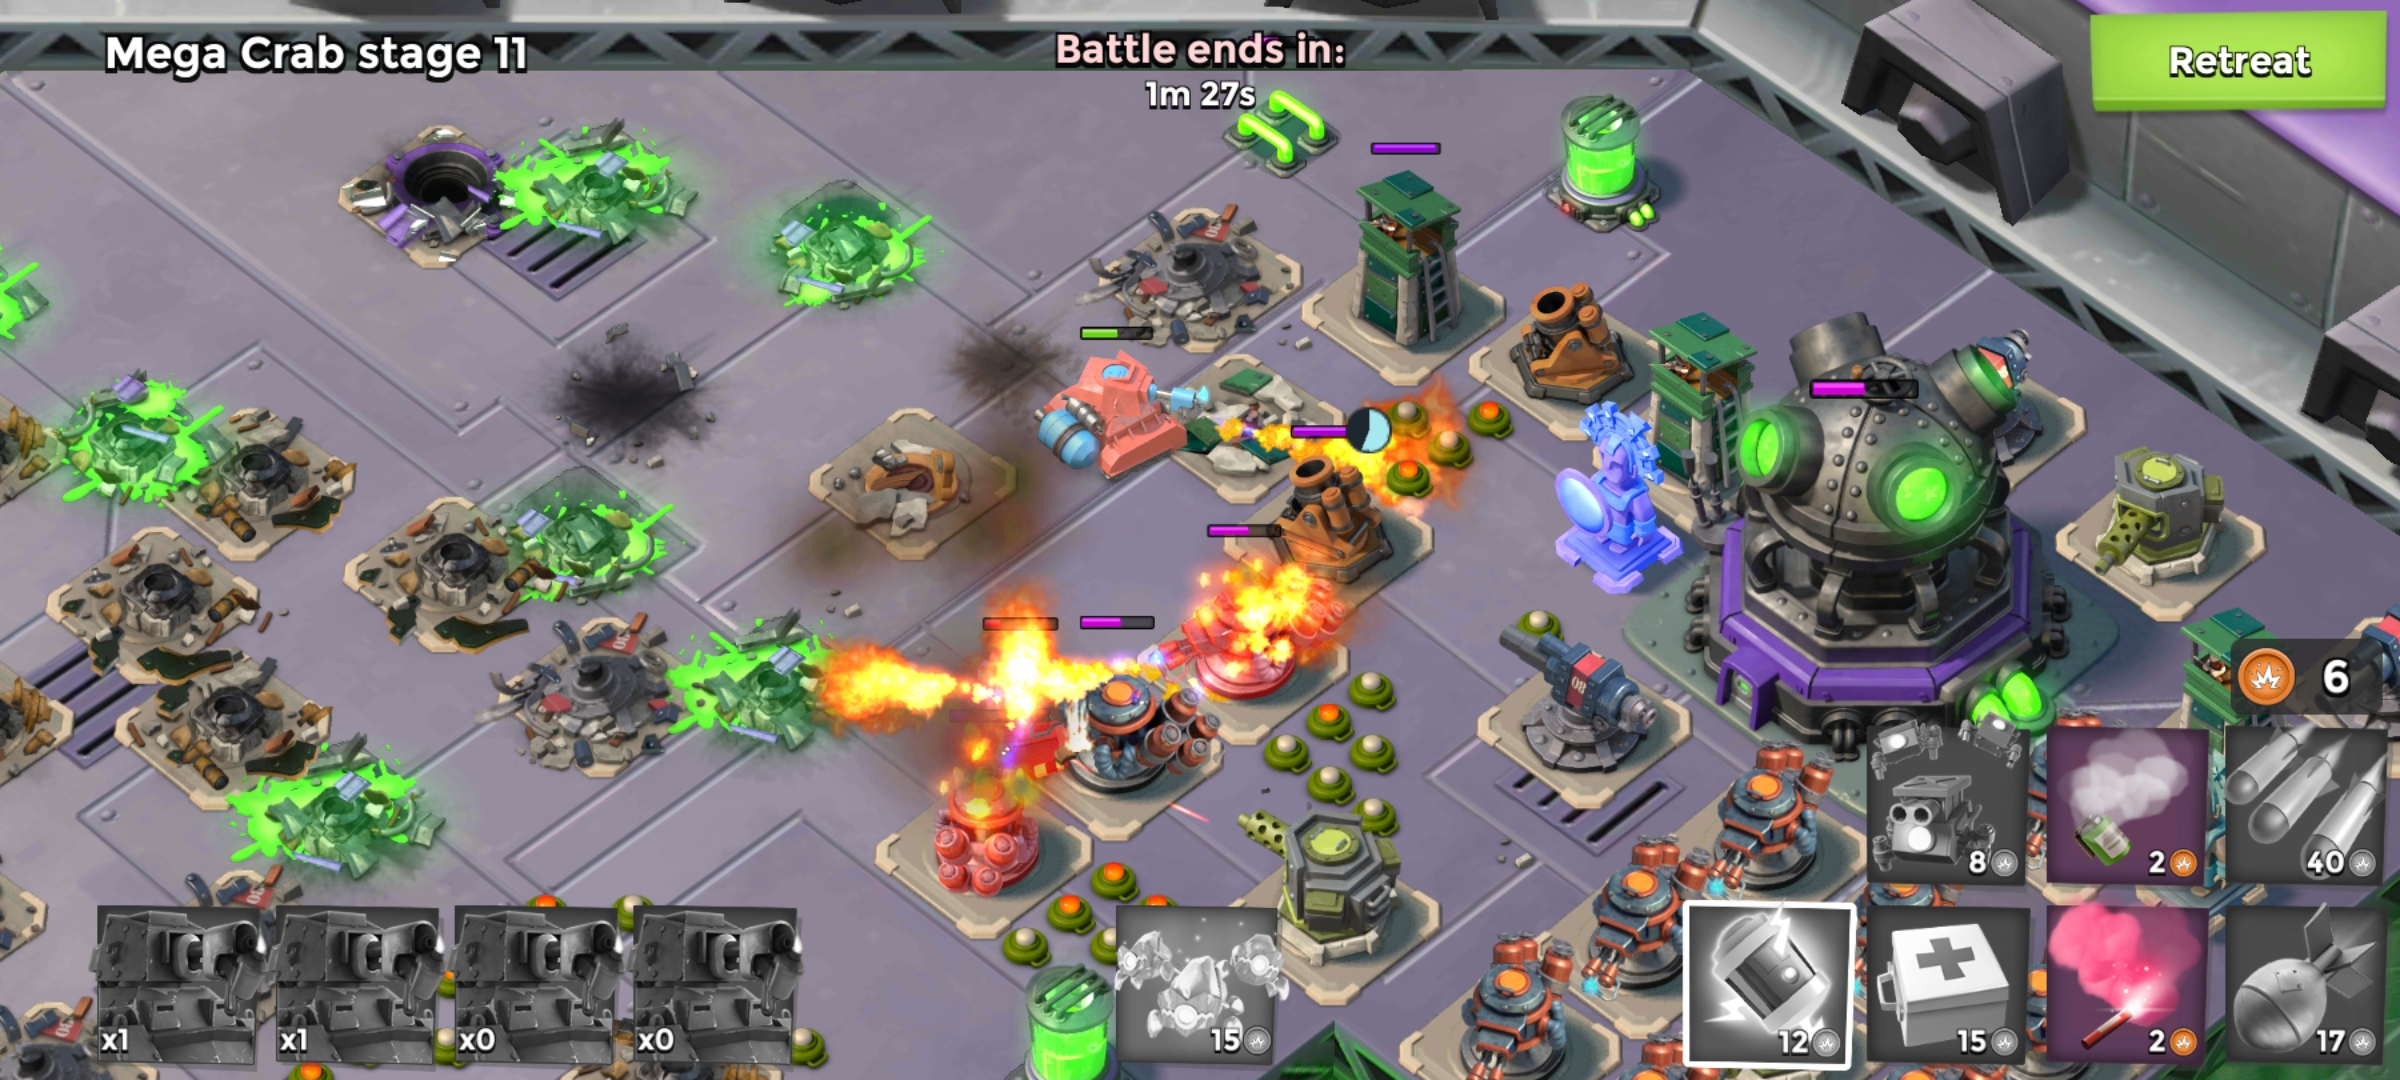 Mega Crab stage 11
Battle ends in:
1m 27s
Retreat
6
8
2
40
x1
x1
x0
x0
15
12
15
2
17